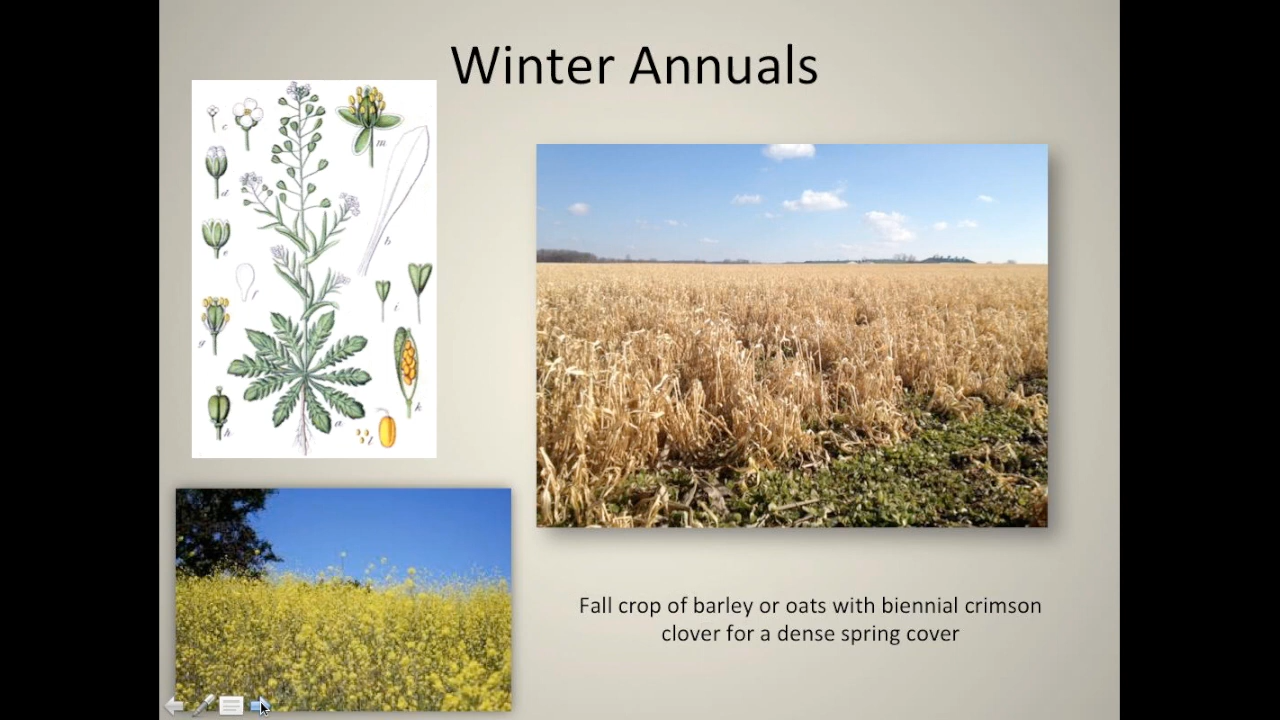 Winter Annuals
c
m
d
b
e
f
i
g
k
a
h
l
Fall crop of barley or oats with biennial crimson
clover for a dense spring cover